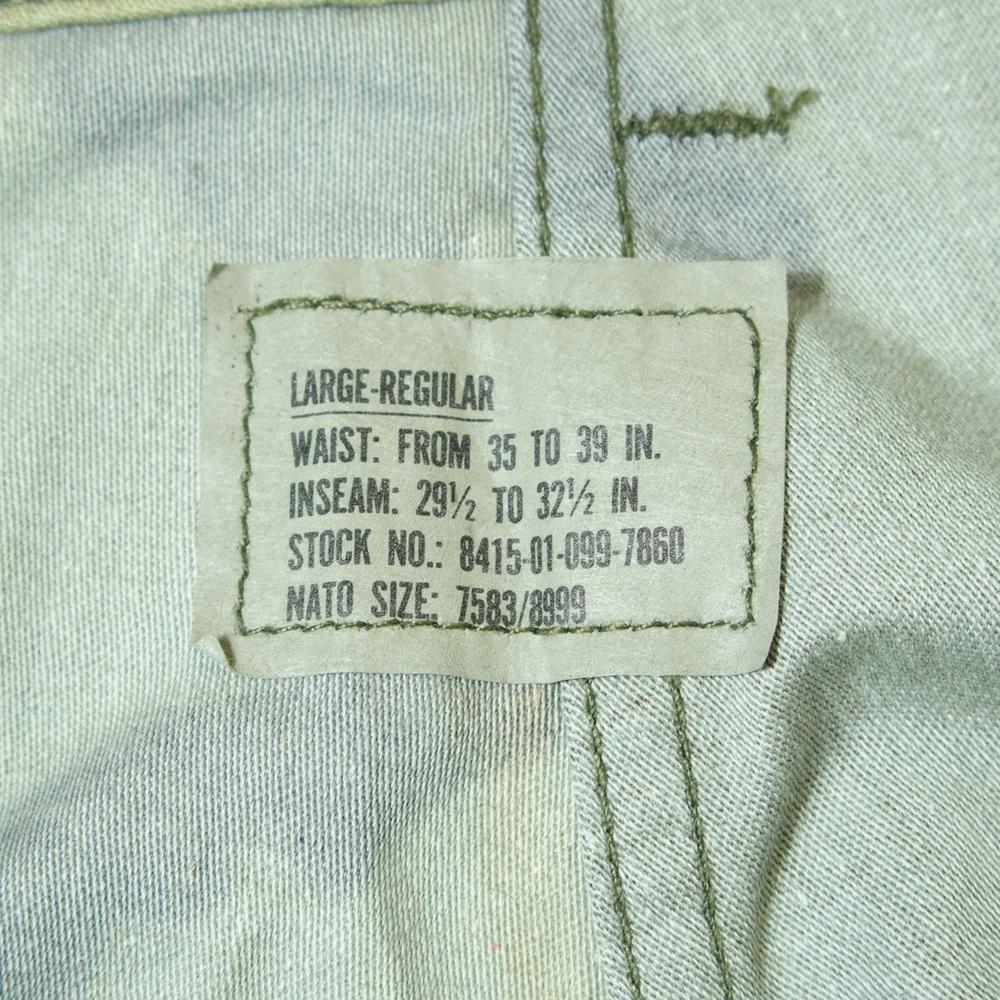 LARGE-REGULAR
WAIST: FROM 35 TO 39 IN.
INSEAM: 29½ TO 32½ IN.
STOCK NO.: 8415-01-099-7860
NATO SIZE: 7583/8999